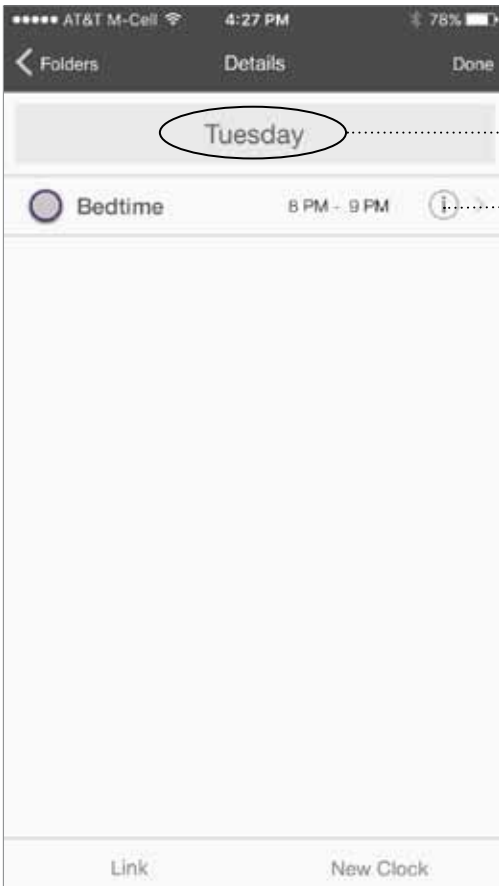 AT&T M-Cell 4:27 PM 78%
Folders Details Done
Tuesday
Bedtime 8 PM - 9 PM i
Link New Clock